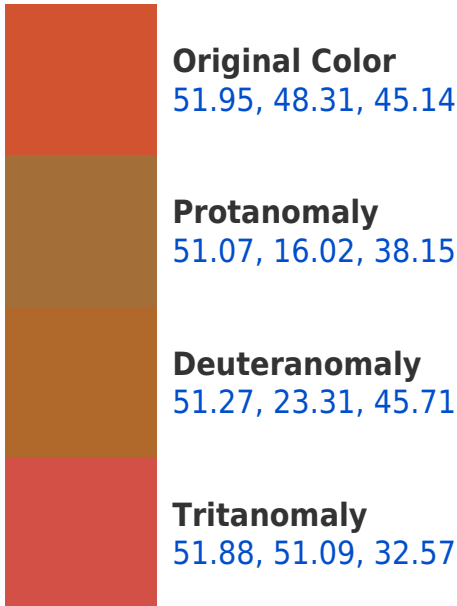 Original Color
51.95, 48.31, 45.14
Protanomaly
51.07, 16.02, 38.15
Deuteranomaly
51.27, 23.31, 45.71
Tritanomaly
51.88, 51.09, 32.57